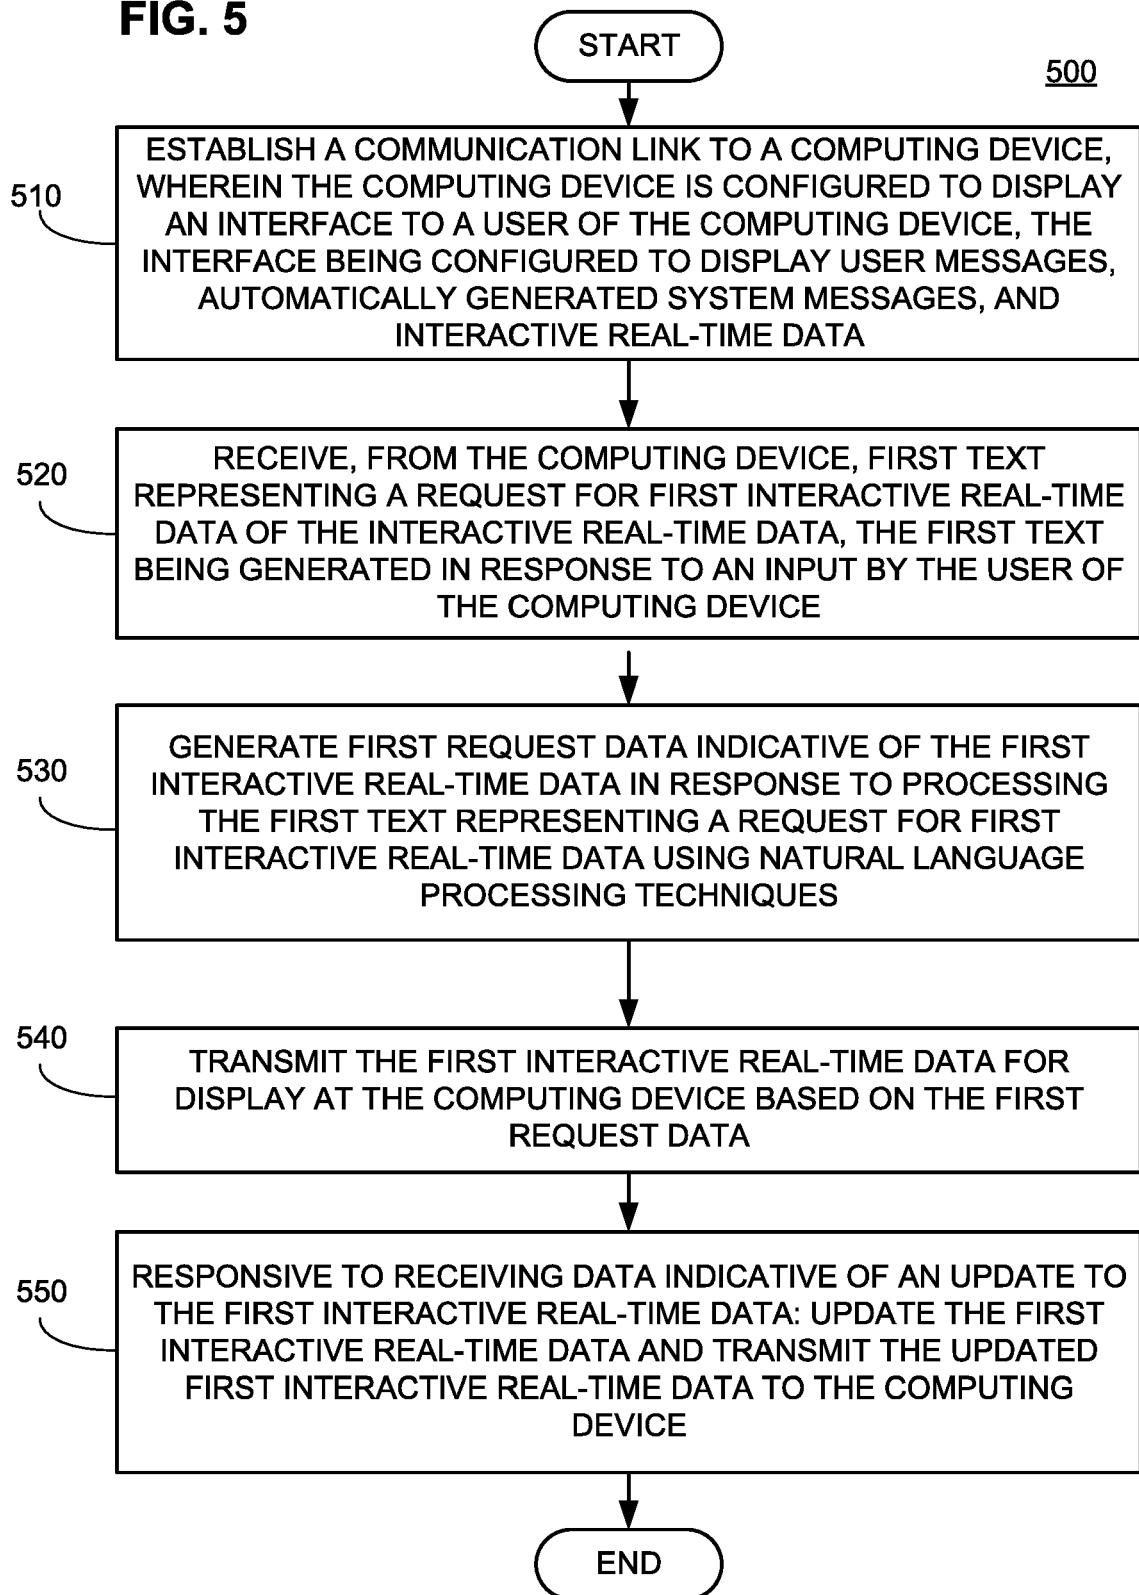 FIG. 5
START
500
510
ESTABLISH A COMMUNICATION LINK TO A COMPUTING DEVICE,
WHEREIN THE COMPUTING DEVICE IS CONFIGURED TO DISPLAY
AN INTERFACE TO A USER OF THE COMPUTING DEVICE, THE
INTERFACE BEING CONFIGURED TO DISPLAY USER MESSAGES,
AUTOMATICALLY GENERATED SYSTEM MESSAGES, AND
INTERACTIVE REAL-TIME DATA
520
RECEIVE, FROM THE COMPUTING DEVICE, FIRST TEXT
REPRESENTING A REQUEST FOR FIRST INTERACTIVE REAL-TIME
DATA OF THE INTERACTIVE REAL-TIME DATA, THE FIRST TEXT
BEING GENERATED IN RESPONSE TO AN INPUT BY THE USER OF
THE COMPUTING DEVICE
530
GENERATE FIRST REQUEST DATA INDICATIVE OF THE FIRST
INTERACTIVE REAL-TIME DATA IN RESPONSE TO PROCESSING
THE FIRST TEXT REPRESENTING A REQUEST FOR FIRST
INTERACTIVE REAL-TIME DATA USING NATURAL LANGUAGE
PROCESSING TECHNIQUES
540
TRANSMIT THE FIRST INTERACTIVE REAL-TIME DATA FOR
DISPLAY AT THE COMPUTING DEVICE BASED ON THE FIRST
REQUEST DATA
550
RESPONSIVE TO RECEIVING DATA INDICATIVE OF AN UPDATE TO
THE FIRST INTERACTIVE REAL-TIME DATA: UPDATE THE FIRST
INTERACTIVE REAL-TIME DATA AND TRANSMIT THE UPDATED
FIRST INTERACTIVE REAL-TIME DATA TO THE COMPUTING
DEVICE
END